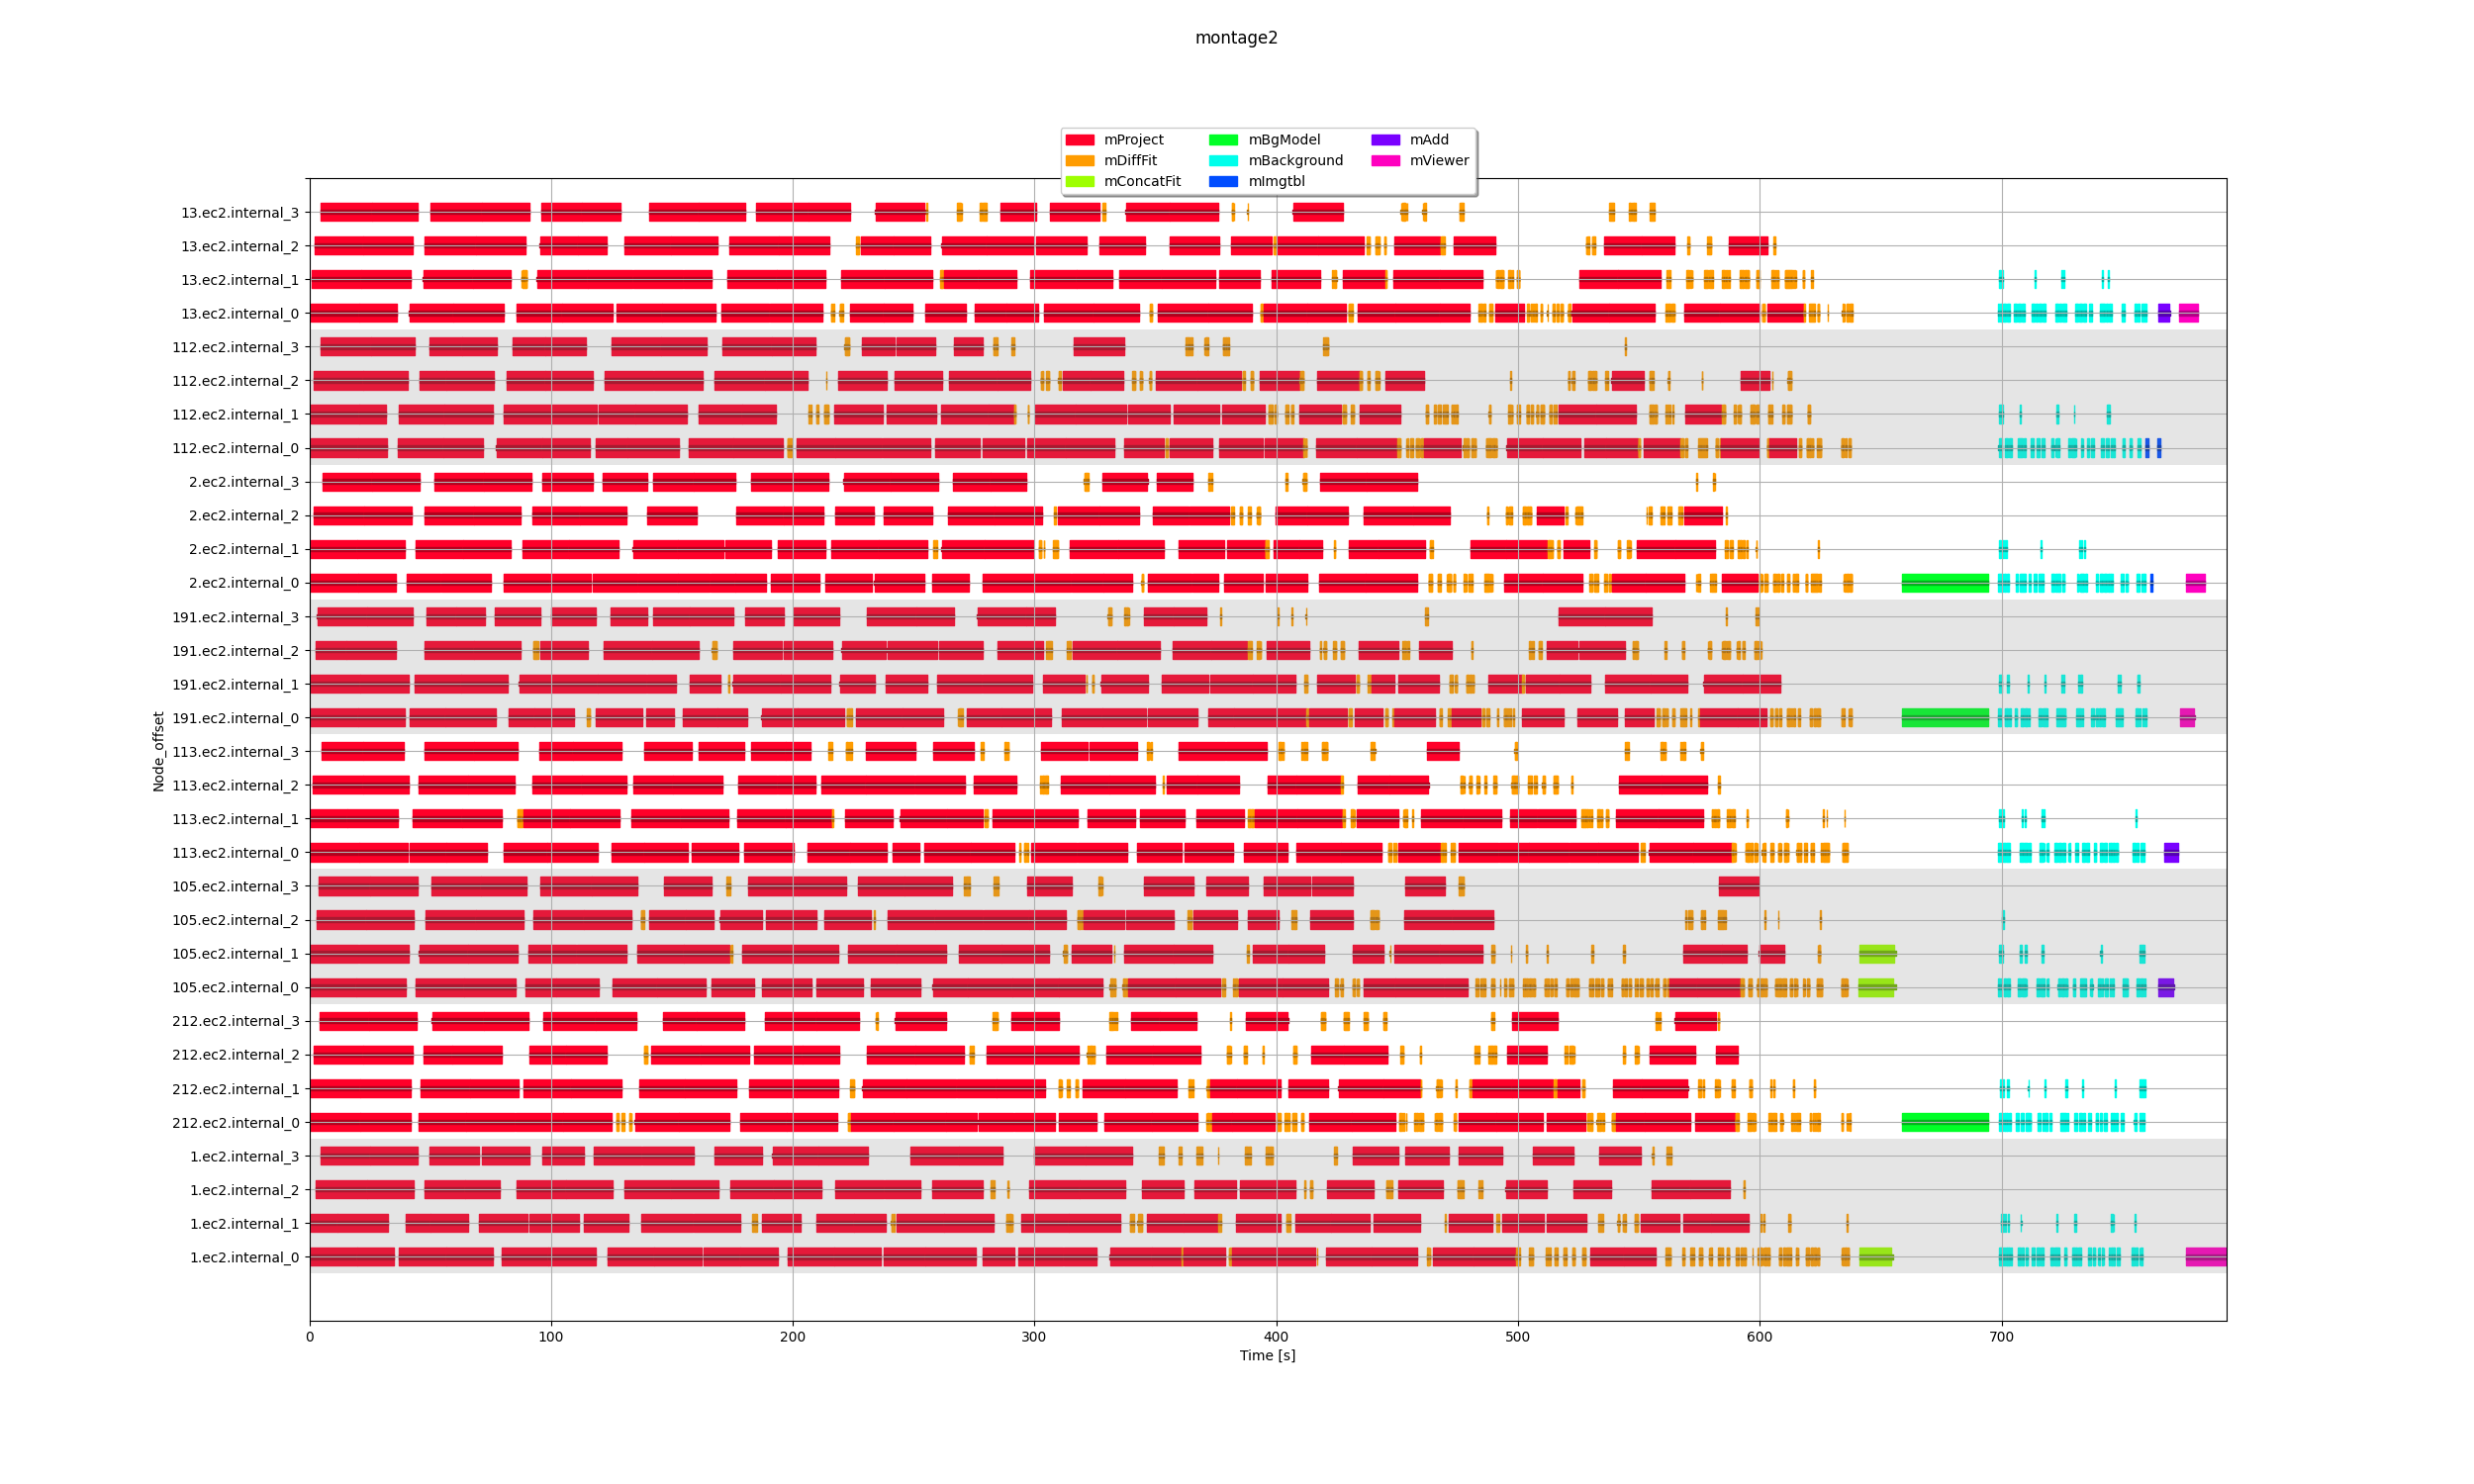 montage2
mProject mBgModel mAdd
mDiffFit mBackground mViewer
mConcatFit mImgtbl
13.ec2.internal_3
13.ec2.internal_2
13.ec2.internal_1
13.ec2.internal_0
112.ec2.internal_3
112.ec2.internal_2
112.ec2.internal_1
112.ec2.internal_0
2.ec2.internal_3
2.ec2.internal_2
2.ec2.internal_1
2.ec2.internal_0
191.ec2.internal_3
191.ec2.internal_2
191.ec2.internal_1
191.ec2.internal_0
113.ec2.internal_3
113.ec2.internal_2
113.ec2.internal_1
113.ec2.internal_0
105.ec2.internal_3
105.ec2.internal_2
105.ec2.internal_1
105.ec2.internal_0
212.ec2.internal_3
212.ec2.internal_2
212.ec2.internal_1
212.ec2.internal_0
1.ec2.internal_3
1.ec2.internal_2
1.ec2.internal_1
1.ec2.internal_0
Node_offset
0 100 200 300 400 500 600 700
Time [s]